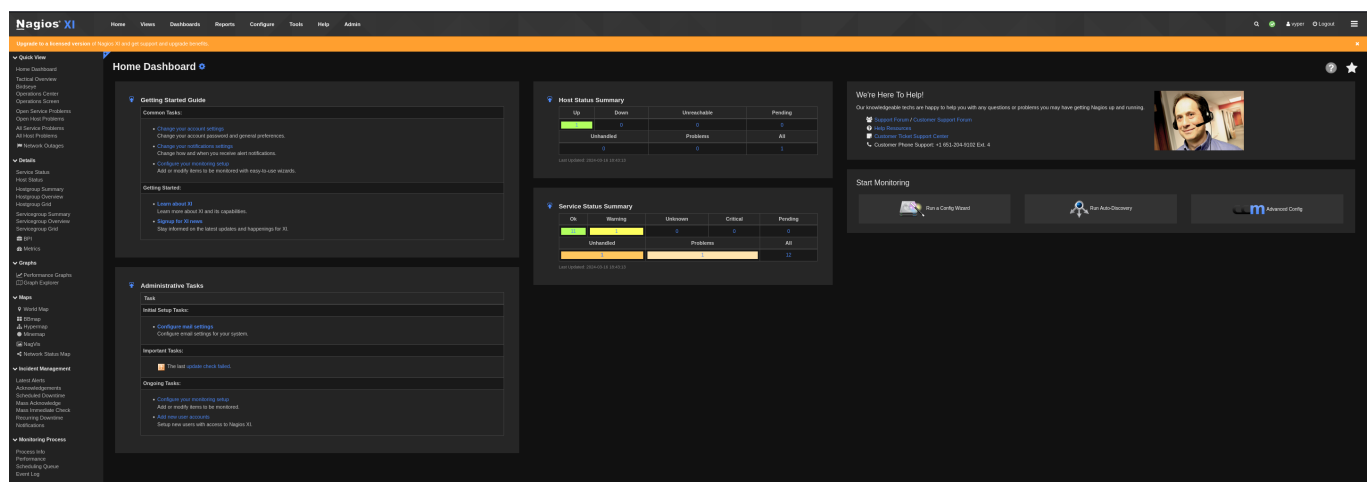 Nagios XI
Home Views Dashboards Reports Configure Tools Help Admin
vyper Logout
Upgrade to a licensed version of Nagios XI and get support and upgrade benefits.
Quick View
Home Dashboard
Tactical Overview
Birdseye
Operations Center
Operations Screen
Open Service Problems
Open Host Problems
All Service Problems
All Host Problems
Network Outages
Details
Service Status
Host Status
Hostgroup Summary
Hostgroup Overview
Hostgroup Grid
Servicegroup Summary
Servicegroup Overview
Servicegroup Grid
BPI
Metrics
Graphs
Performance Graphs
Graph Explorer
Maps
World Map
BBmap
Hypermap
Minemap
NagVis
Network Status Map
Incident Management
Latest Alerts
Acknowledgements
Scheduled Downtime
Mass Acknowledge
Mass Immediate Check
Recurring Downtime
Notifications
Monitoring Process
Process Info
Performance
Scheduling Queue
Event Log
Home Dashboard
Getting Started Guide
Common Tasks:
Change your account settings
Change your account password and general preferences.
Change your notifications settings
Change how and when you receive alert notifications.
Configure your monitoring setup
Add or modify items to be monitored with easy-to-use wizards.
Getting Started:
Learn about XI
Learn more about XI and its capabilities.
Signup for XI news
Stay informed on the latest updates and happenings for XI.
Administrative Tasks
Task
Initial Setup Tasks:
Configure mail settings
Configure email settings for your system.
Important Tasks:
The last update check failed.
Ongoing Tasks:
Configure your monitoring setup
Add or modify items to be monitored.
Add new user accounts
Setup new users with access to Nagios XI.
Host Status Summary
Up Down Unreachable Pending
1 0 0 0
Unhandled Problems All
0 0 1
Service Status Summary
Ok Warning Unknown Critical Pending
11 1 0 0 0
Unhandled Problems All
1 1 12
We're Here To Help!
Our knowledgeable techs are happy to help you with any questions or problems you may have getting Nagios up and running.
Support Forum / Customer Support Forum
Help Resources
Customer Ticket Support Center
Customer Phone Support: +1 651-204-9102 Ext. 4
Start Monitoring
Run a Config Wizard
Run Auto-Discovery
Advanced Config